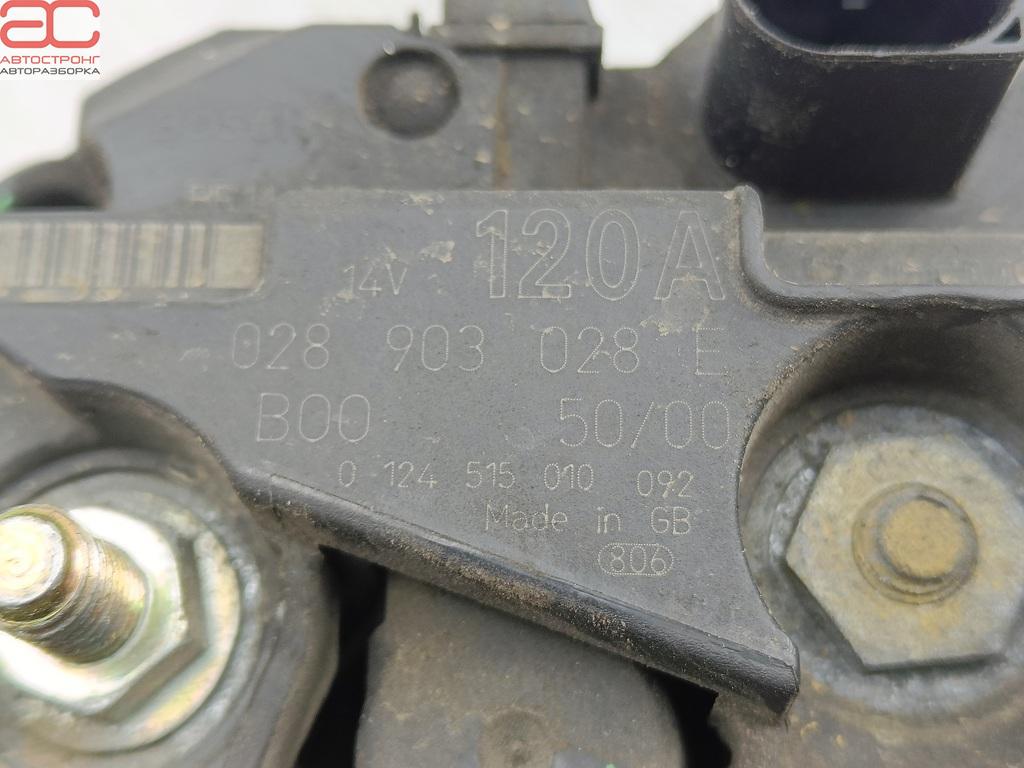 АС
АВТОСТРОНГ
АВТОРАЗБОРКА
14V 120A
028 903 028 E
B00 50/00
0 124 515 010 092
Made in GB
806